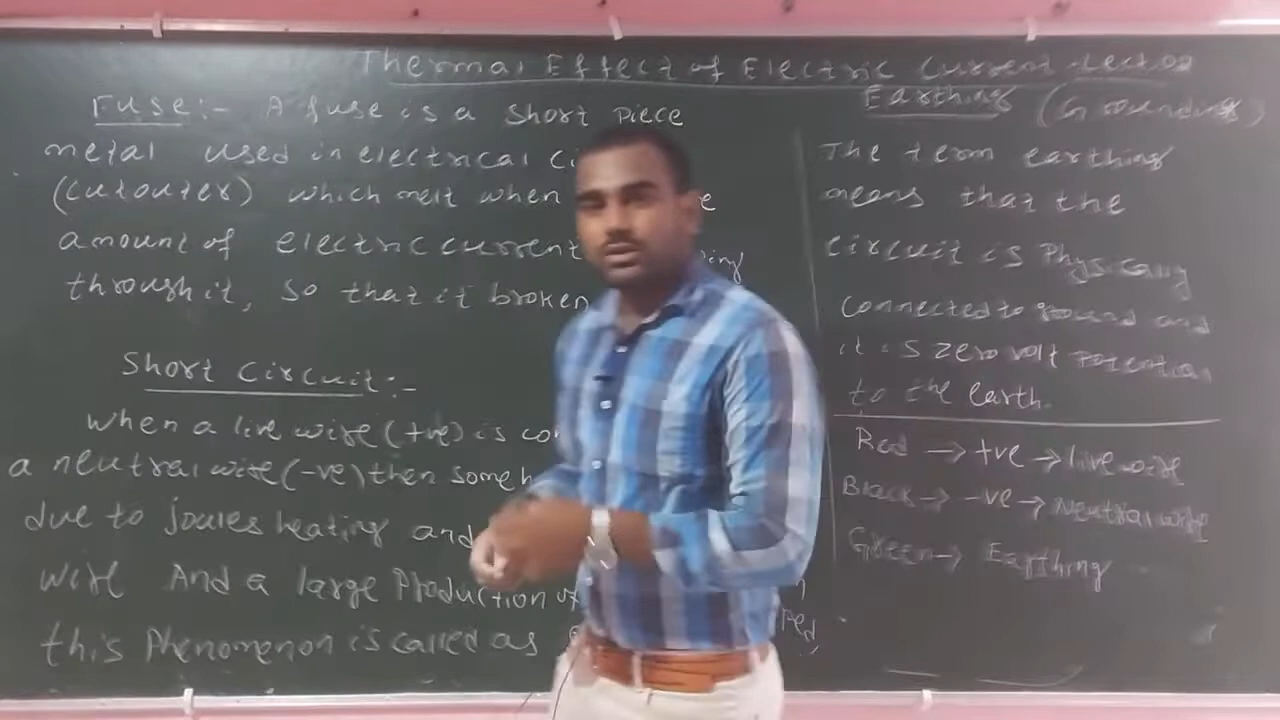 Thermal Effect of Electric Current Lect 02
Fuse:- A fuse is a short piece
metal used in electrical
(cutouter) which melt when
amount of electric current
through it, so that it broken
Short Circuit:-
when a live wire (+ve) is
a neutral wire (-ve) then some
due to joules heating and
wire And a large Production of
this Phenomenon is called as
Earthing (Grounding)
The term earthing
means that the
circuit is Physically
connected to ground and
it is zero volt Potential
to the earth.
Red → +ve → live wire
Black → -ve → Neutral wire
Green → Earthing